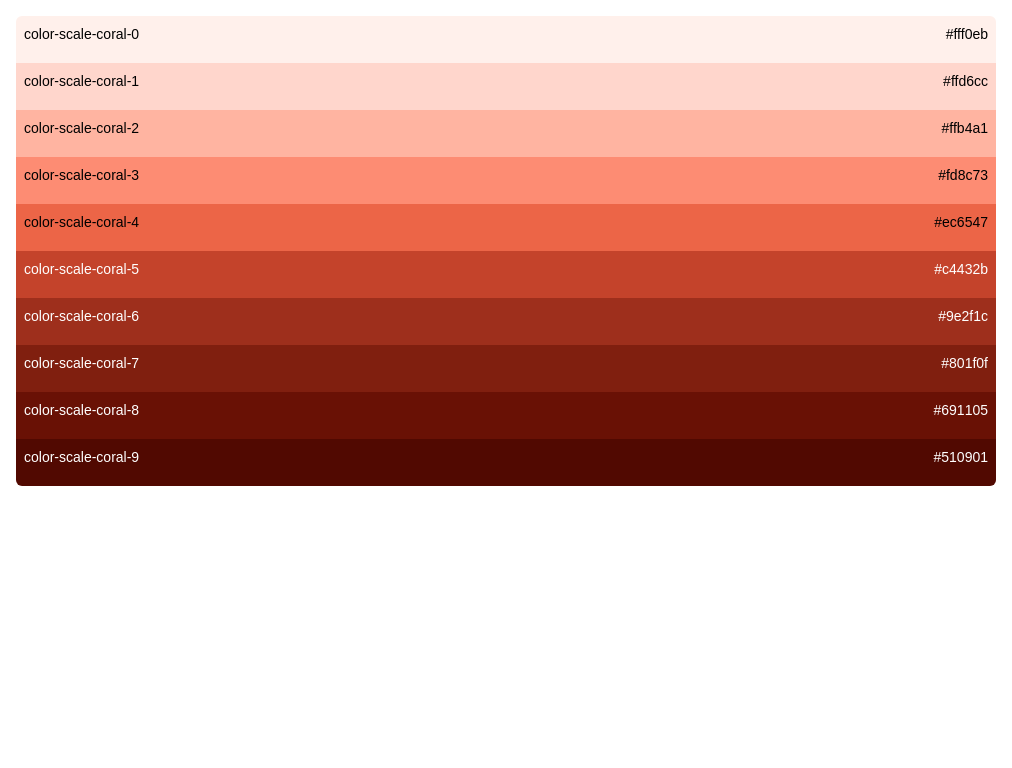 color-scale-coral-0 #fff0eb
color-scale-coral-1 #ffd6cc
color-scale-coral-2 #ffb4a1
color-scale-coral-3 #fd8c73
color-scale-coral-4 #ec6547
color-scale-coral-5 #c4432b
color-scale-coral-6 #9e2f1c
color-scale-coral-7 #801f0f
color-scale-coral-8 #691105
color-scale-coral-9 #510901